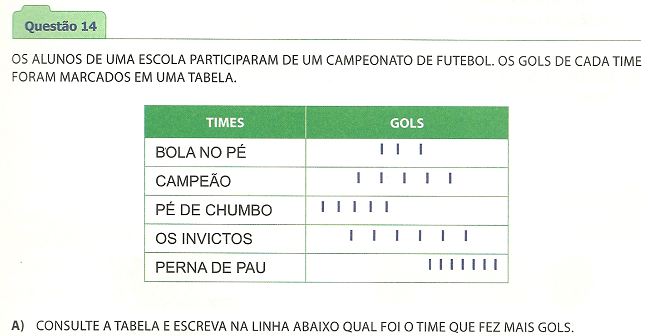 Questão 14
OS ALUNOS DE UMA ESCOLA PARTICIPARAM DE UM CAMPEONATO DE FUTEBOL. OS GOLS DE CADA TIME
FORAM MARCADOS EM UMA TABELA.
TIMES GOLS
BOLA NO PÉ I I I
CAMPEÃO I I I I I
PÉ DE CHUMBO I I I I I
OS INVICTOS I I I I I I
PERNA DE PAU I I I I I I I
A) CONSULTE A TABELA E ESCREVA NA LINHA ABAIXO QUAL FOI O TIME QUE FEZ MAIS GOLS.